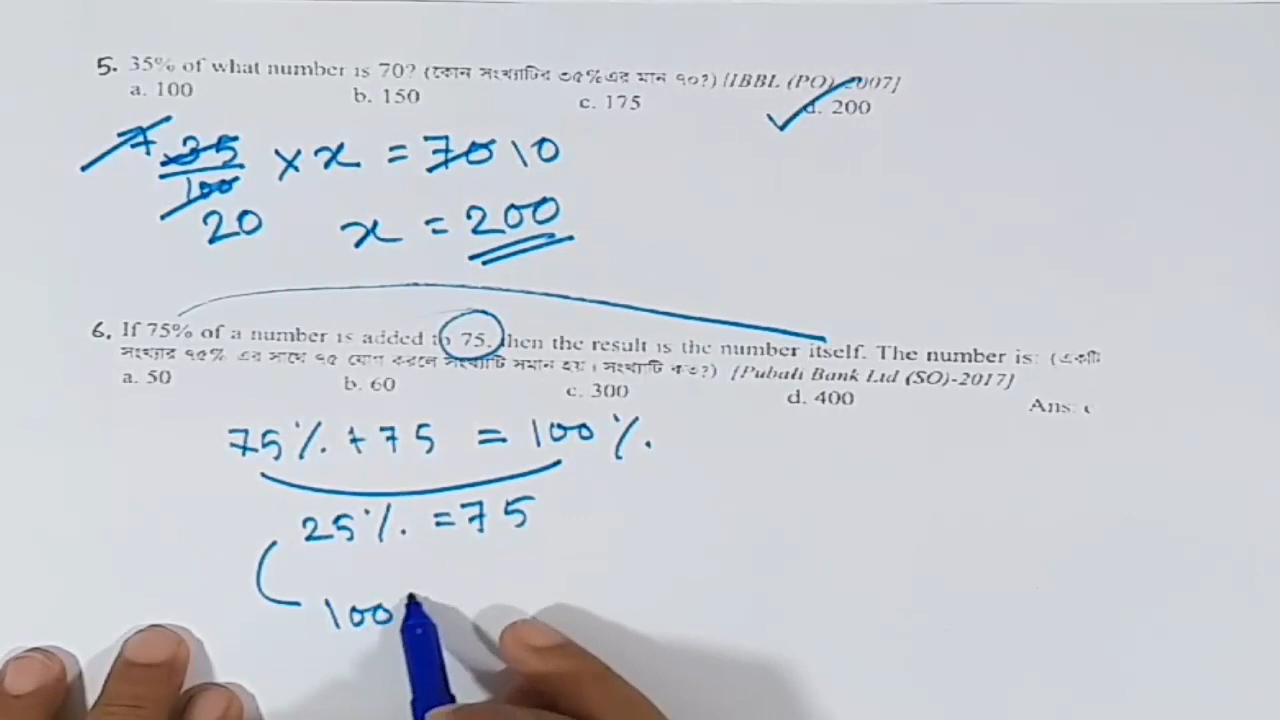 5. 35% of what number is 70? (কোন সংখ্যাটির ৩৫%এর মান ৭০?) [IBBL (PO) 2007]
a. 100 b. 150 c. 175 d. 200
7 35/100 × x = 70 10
20 x = 200
6. If 75% of a number is added to 75. then the result is the number itself. The number is: (একটি
সংখ্যার ৭৫% এর সাথে ৭৫ যোগ করলে সংখ্যাটি সমান হয়। সংখ্যাটি কত?) [Pubali Bank Ltd (SO)-2017]
a. 50 b. 60 c. 300 d. 400 Ans: c
75% + 75 = 100%.
25% = 75
100